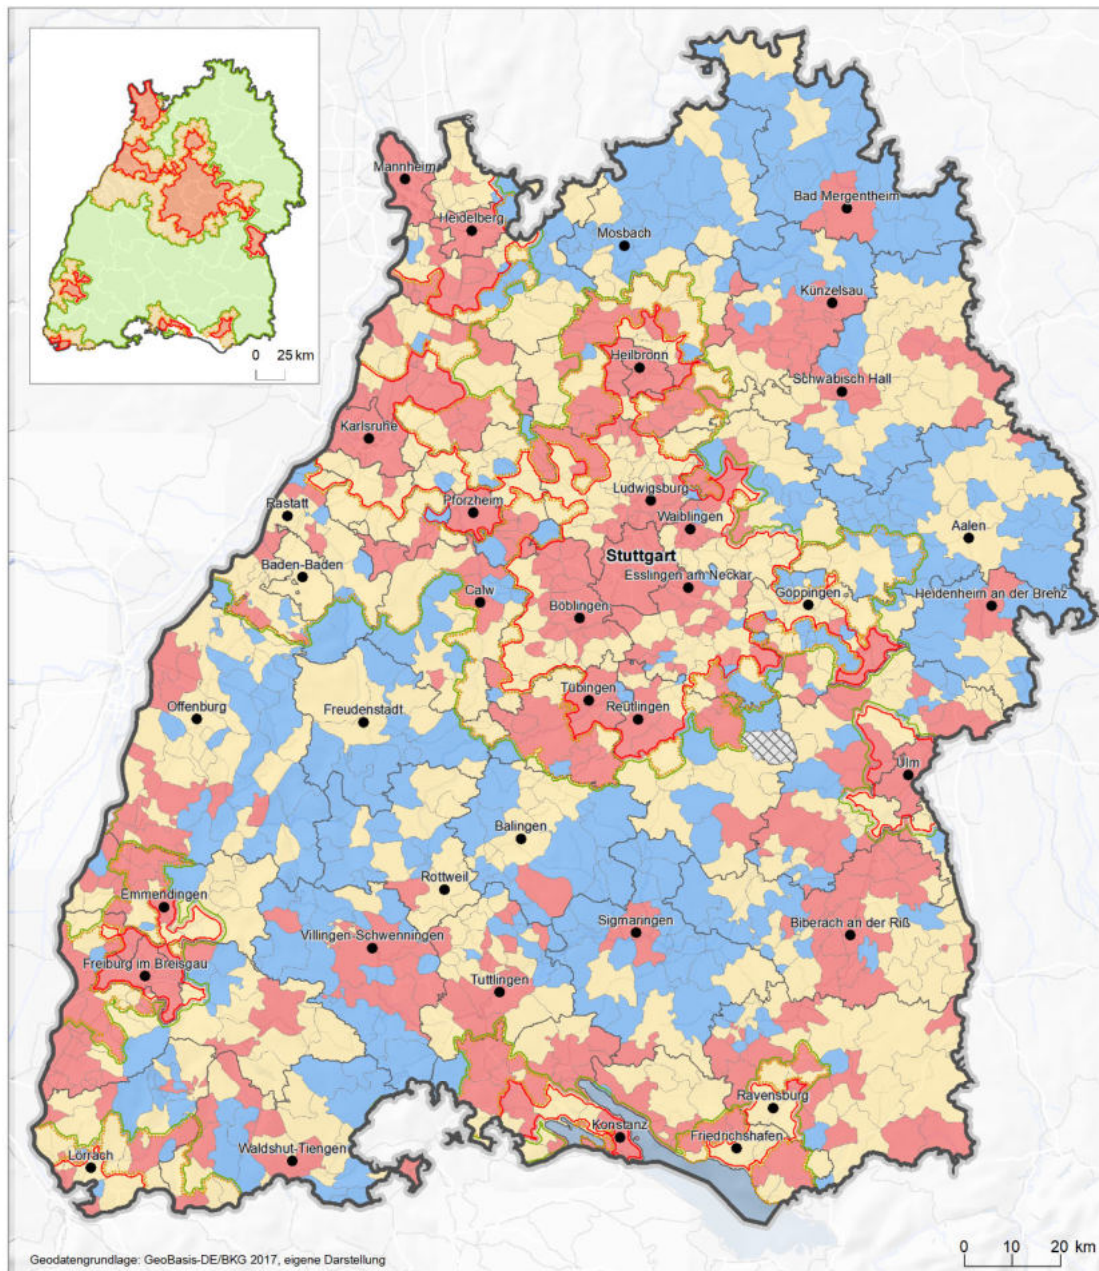 0 25 km
Mannheim
Bad Mergentheim
Heidelberg
Mosbach
Künzelsau
Heilbronn
Schwäbisch Hall
Karlsruhe
Ludwigsburg
Pforzheim
Rastatt
Waiblingen
Aalen
Stuttgart
Baden-Baden
Esslingen am Neckar
Calw
Göppingen
Heidenheim an der Brenz
Böblingen
Tübingen
Offenburg
Freudenstadt
Reutlingen
Ulm
Balingen
Rottweil
Emmendingen
Sigmaringen
Biberach an der Riß
Villingen-Schwenningen
Freiburg im Breisgau
Tuttlingen
Ravensburg
Konstanz
Friedrichshafen
Lörrach
Waldshut-Tiengen
Geodatengrundlage: GeoBasis-DE/BKG 2017, eigene Darstellung
0 10 20 km